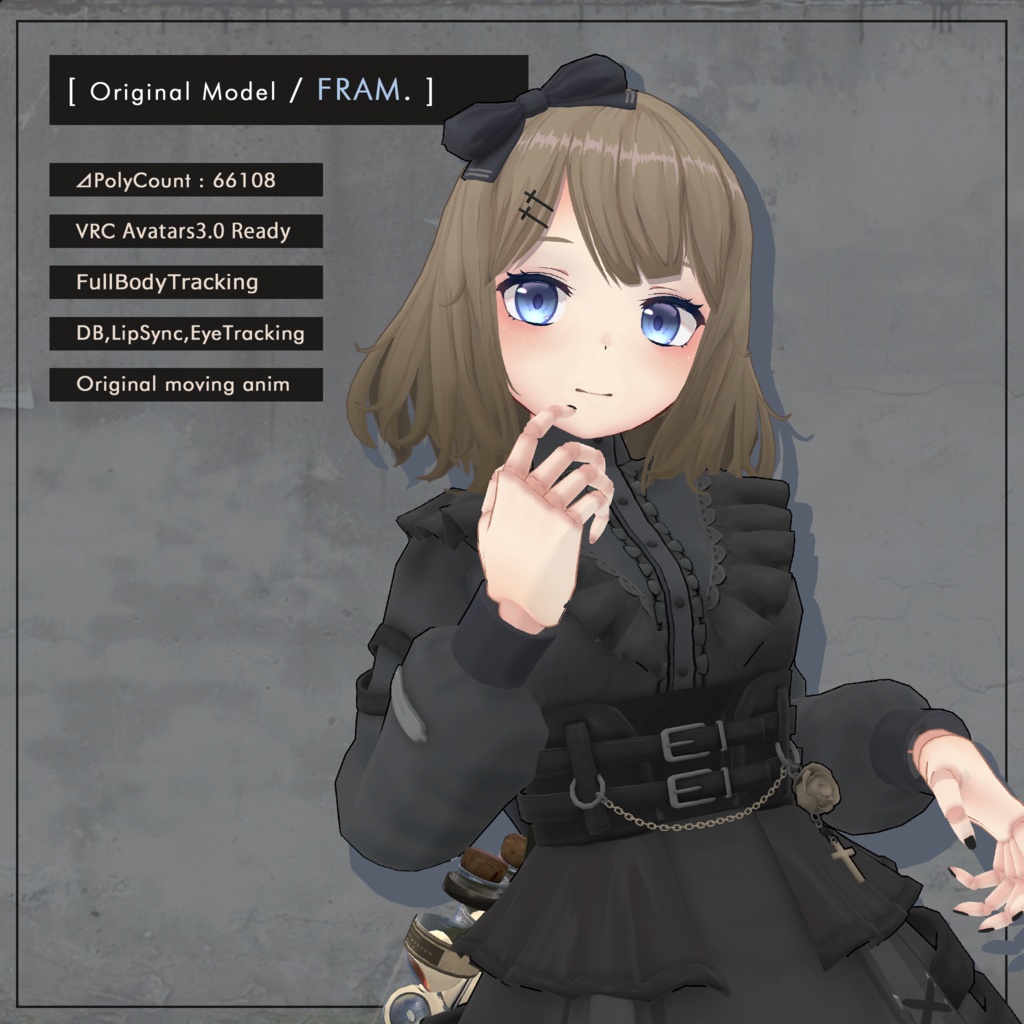 [ Original Model / FRAM. ]
⊿PolyCount : 66108
VRC Avatars3.0 Ready
FullBodyTracking
DB,LipSync,EyeTracking
Original moving anim